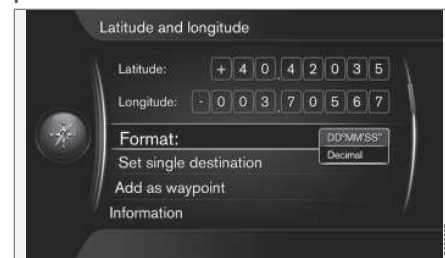 Latitude and longitude
Latitude: +40.42035
Longitude: -003.70567
Format: DD°MM'SS"
Decimal
Set single destination
Add as waypoint
Information